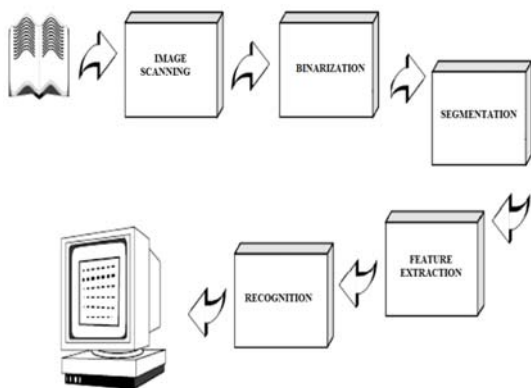 IMAGE
SCANNING
BINARIZATION
SEGMENTATION
FEATURE
EXTRACTION
RECOGNITION